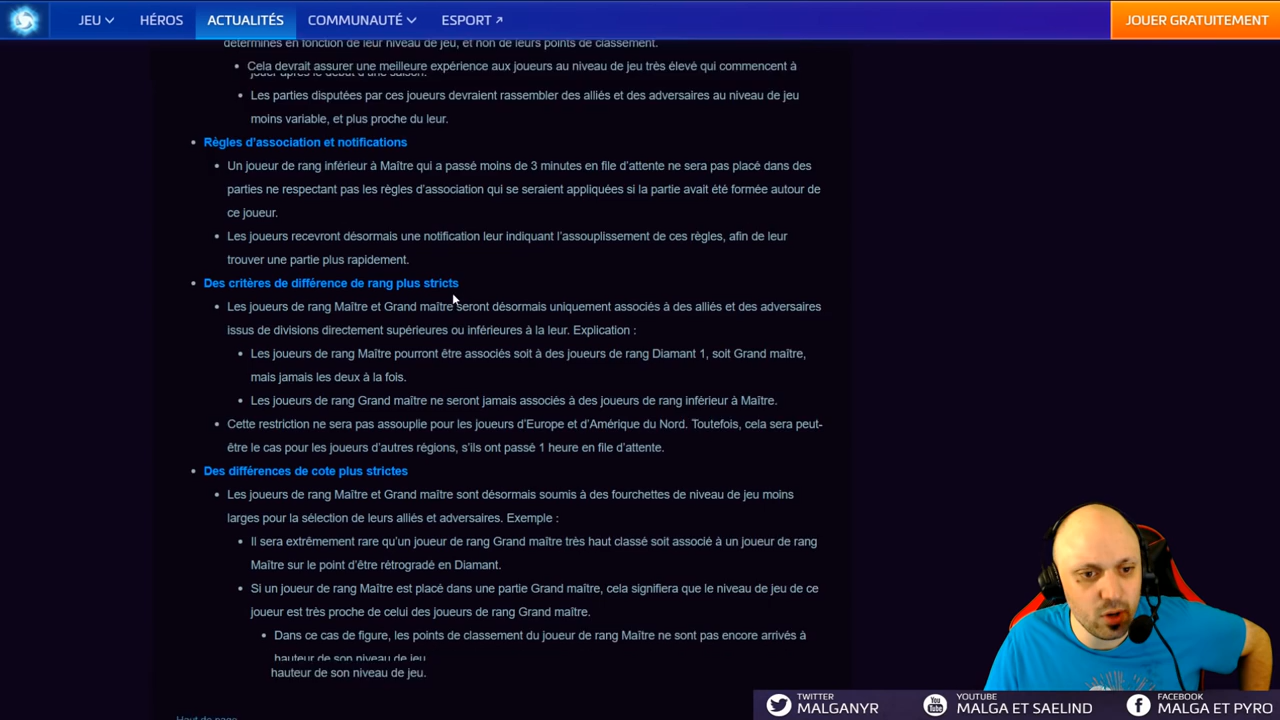 JEU HÉROS ACTUALITÉS COMMUNAUTÉ ESPORT JOUER GRATUITEMENT
déterminés en fonction de leur niveau de jeu, et non de leurs points de classement.
Cela devrait assurer une meilleure expérience aux joueurs au niveau de jeu très élevé qui commencent à
jouer après le début d'une saison.
Les parties disputées par ces joueurs devraient rassembler des alliés et des adversaires au niveau de jeu
moins variable, et plus proche du leur.
Règles d'association et notifications
Un joueur de rang inférieur à Maître qui a passé moins de 3 minutes en file d'attente ne sera pas placé dans des
parties ne respectant pas les règles d'association qui se seraient appliquées si la partie avait été formée autour de
ce joueur.
Les joueurs recevront désormais une notification leur indiquant l'assouplissement de ces règles, afin de leur
trouver une partie plus rapidement.
Des critères de différence de rang plus stricts
Les joueurs de rang Maître et Grand maître seront désormais uniquement associés à des alliés et des adversaires
issus de divisions directement supérieures ou inférieures à la leur. Explication :
Les joueurs de rang Maître pourront être associés soit à des joueurs de rang Diamant 1, soit Grand maître,
mais jamais les deux à la fois.
Les joueurs de rang Grand maître ne seront jamais associés à des joueurs de rang inférieur à Maître.
Cette restriction ne sera pas assouplie pour les joueurs d'Europe et d'Amérique du Nord. Toutefois, cela sera peut-
être le cas pour les joueurs d'autres régions, s'ils ont passé 1 heure en file d'attente.
Des différences de cote plus strictes
Les joueurs de rang Maître et Grand maître sont désormais soumis à des fourchettes de niveau de jeu moins
larges pour la sélection de leurs alliés et adversaires. Exemple :
Il sera extrêmement rare qu'un joueur de rang Grand maître très haut classé soit associé à un joueur de rang
Maître sur le point d'être rétrogradé en Diamant.
Si un joueur de rang Maître est placé dans une partie Grand maître, cela signifiera que le niveau de jeu de ce
joueur est très proche de celui des joueurs de rang Grand maître.
Dans ce cas de figure, les points de classement du joueur de rang Maître ne sont pas encore arrivés à
hauteur de son niveau de jeu
hauteur de son niveau de jeu.
Haut de page
TWITTER
MALGANYR
YOUTUBE
MALGA ET SAELIND
FACEBOOK
MALGA ET PYRO